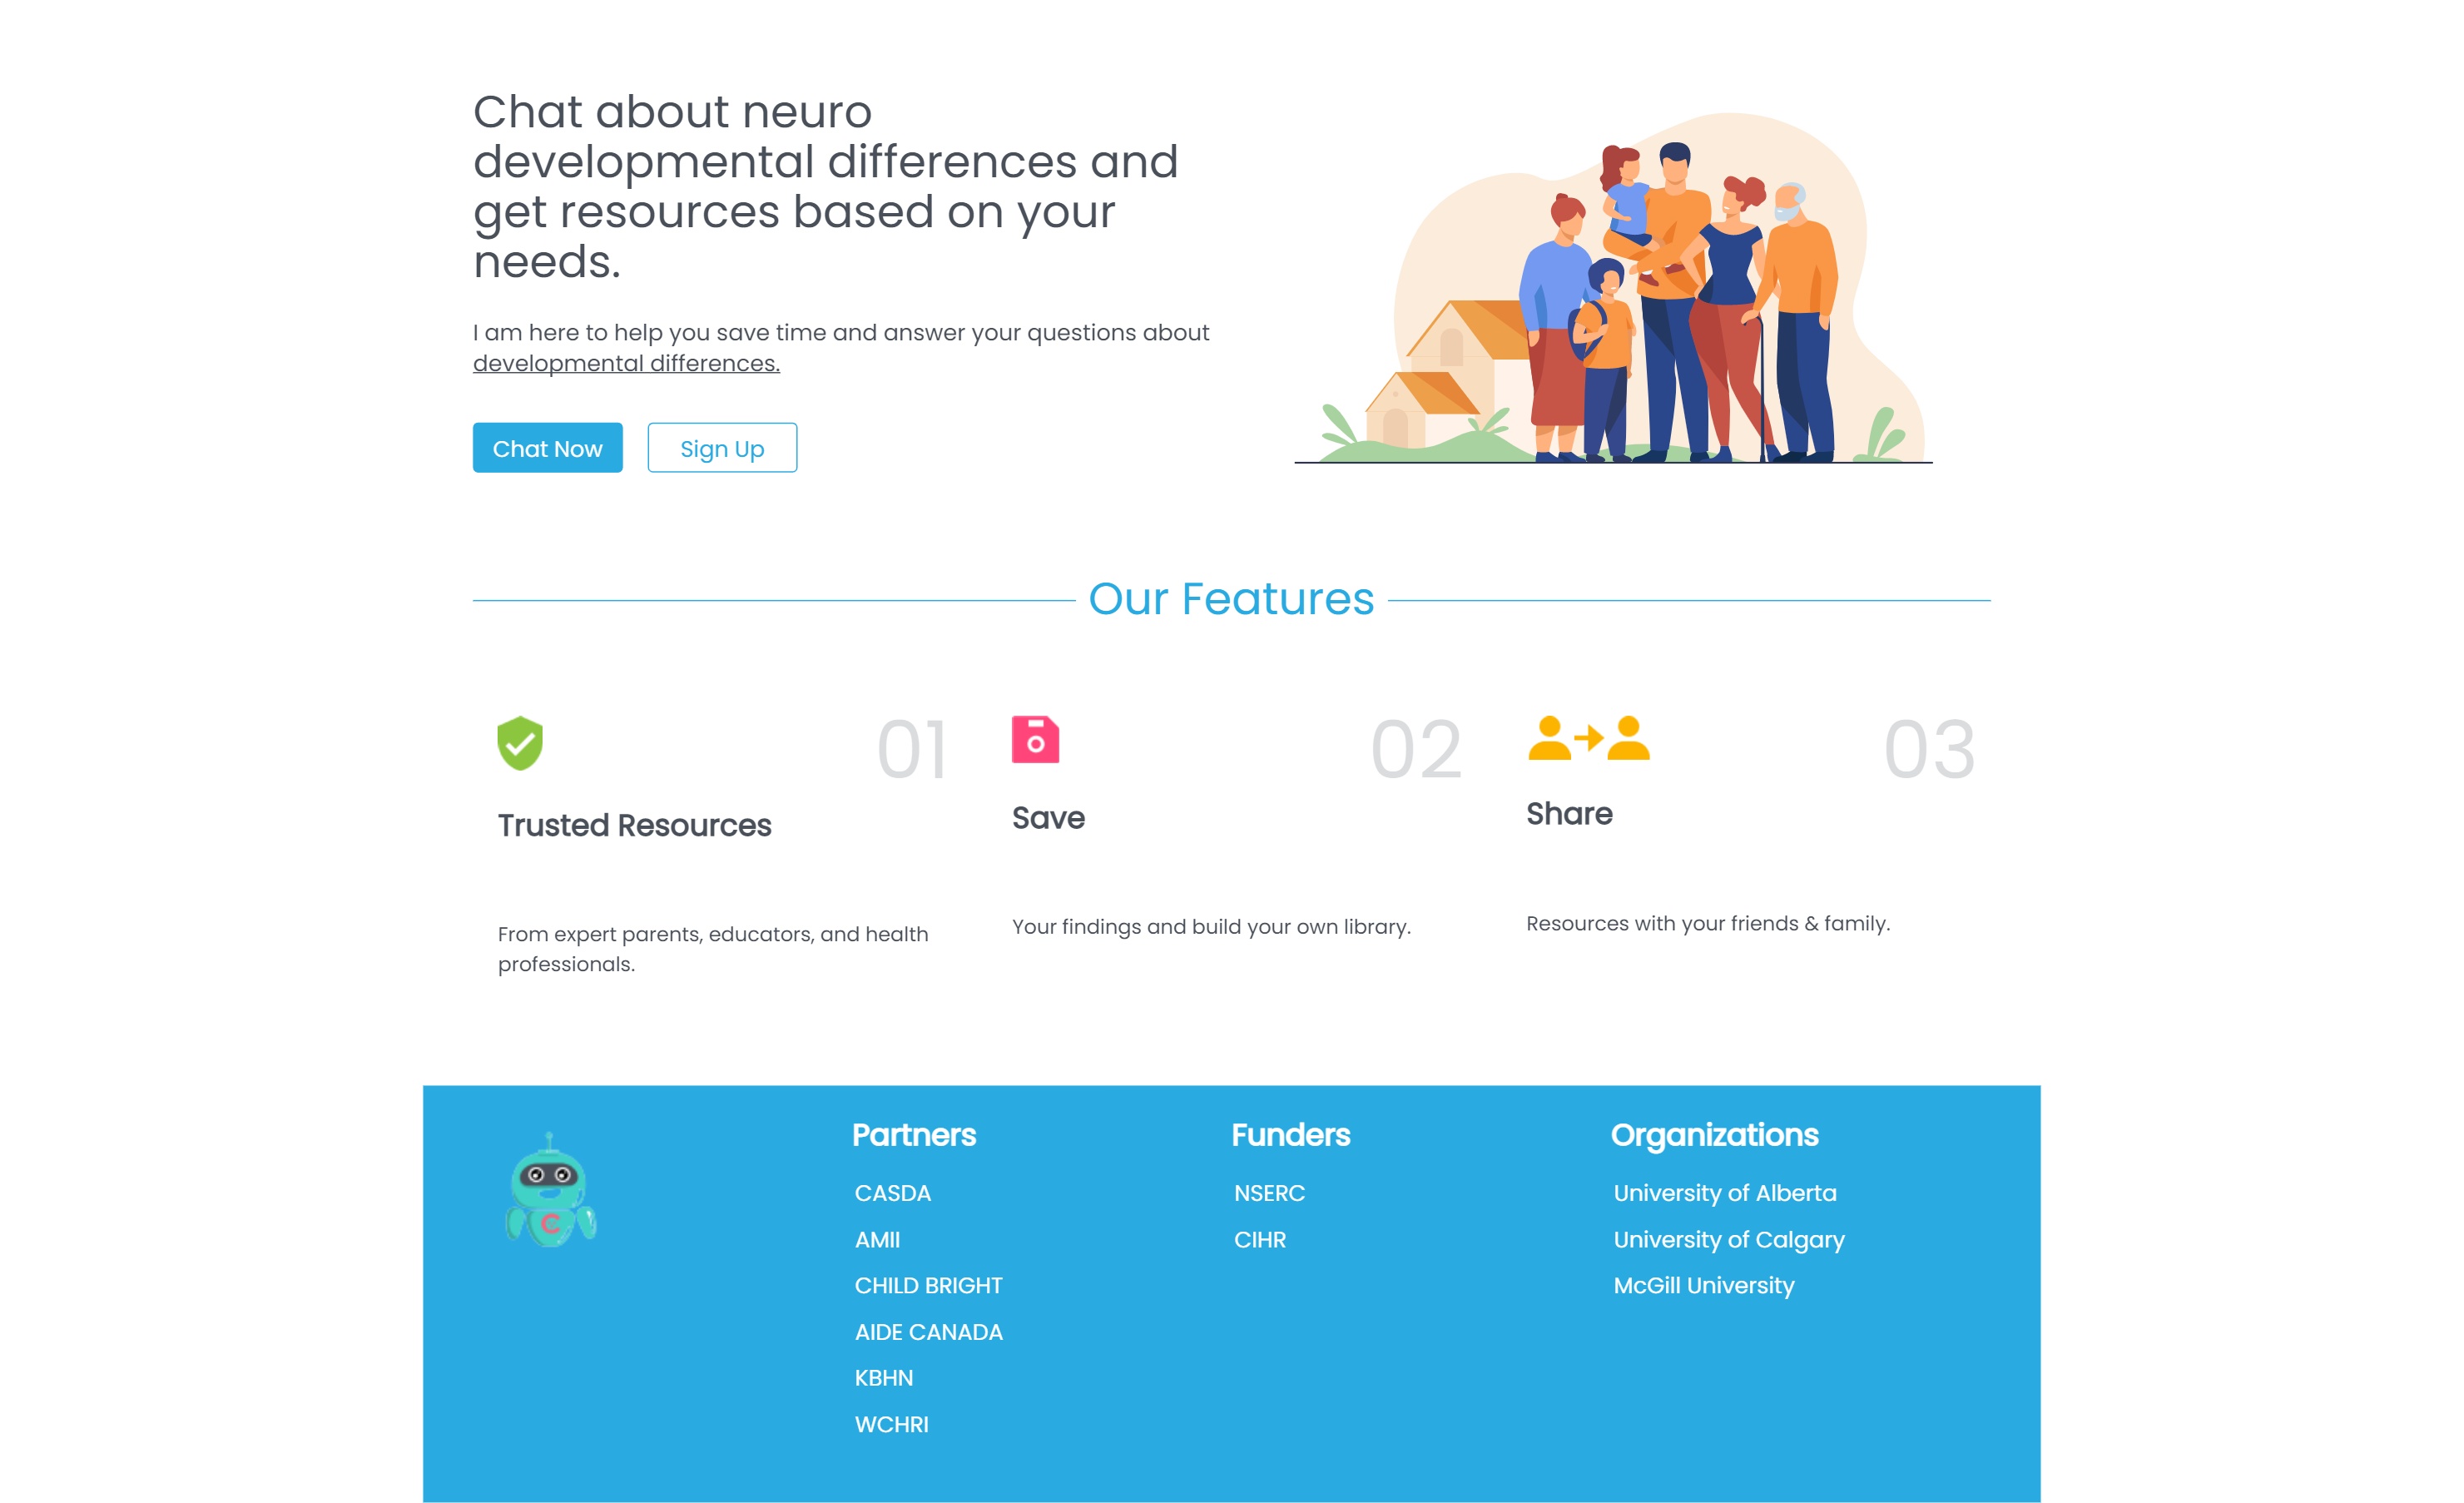 Chat about neuro
developmental differences and
get resources based on your
needs.
I am here to help you save time and answer your questions about
developmental differences.
Chat Now
Sign Up
Our Features
01
Trusted Resources
From expert parents, educators, and health
professionals.
02
Save
Your findings and build your own library.
03
Share
Resources with your friends & family.
C
Partners
CASDA
AMII
CHILD BRIGHT
AIDE CANADA
KBHN
WCHRI
Funders
NSERC
CIHR
Organizations
University of Alberta
University of Calgary
McGill University